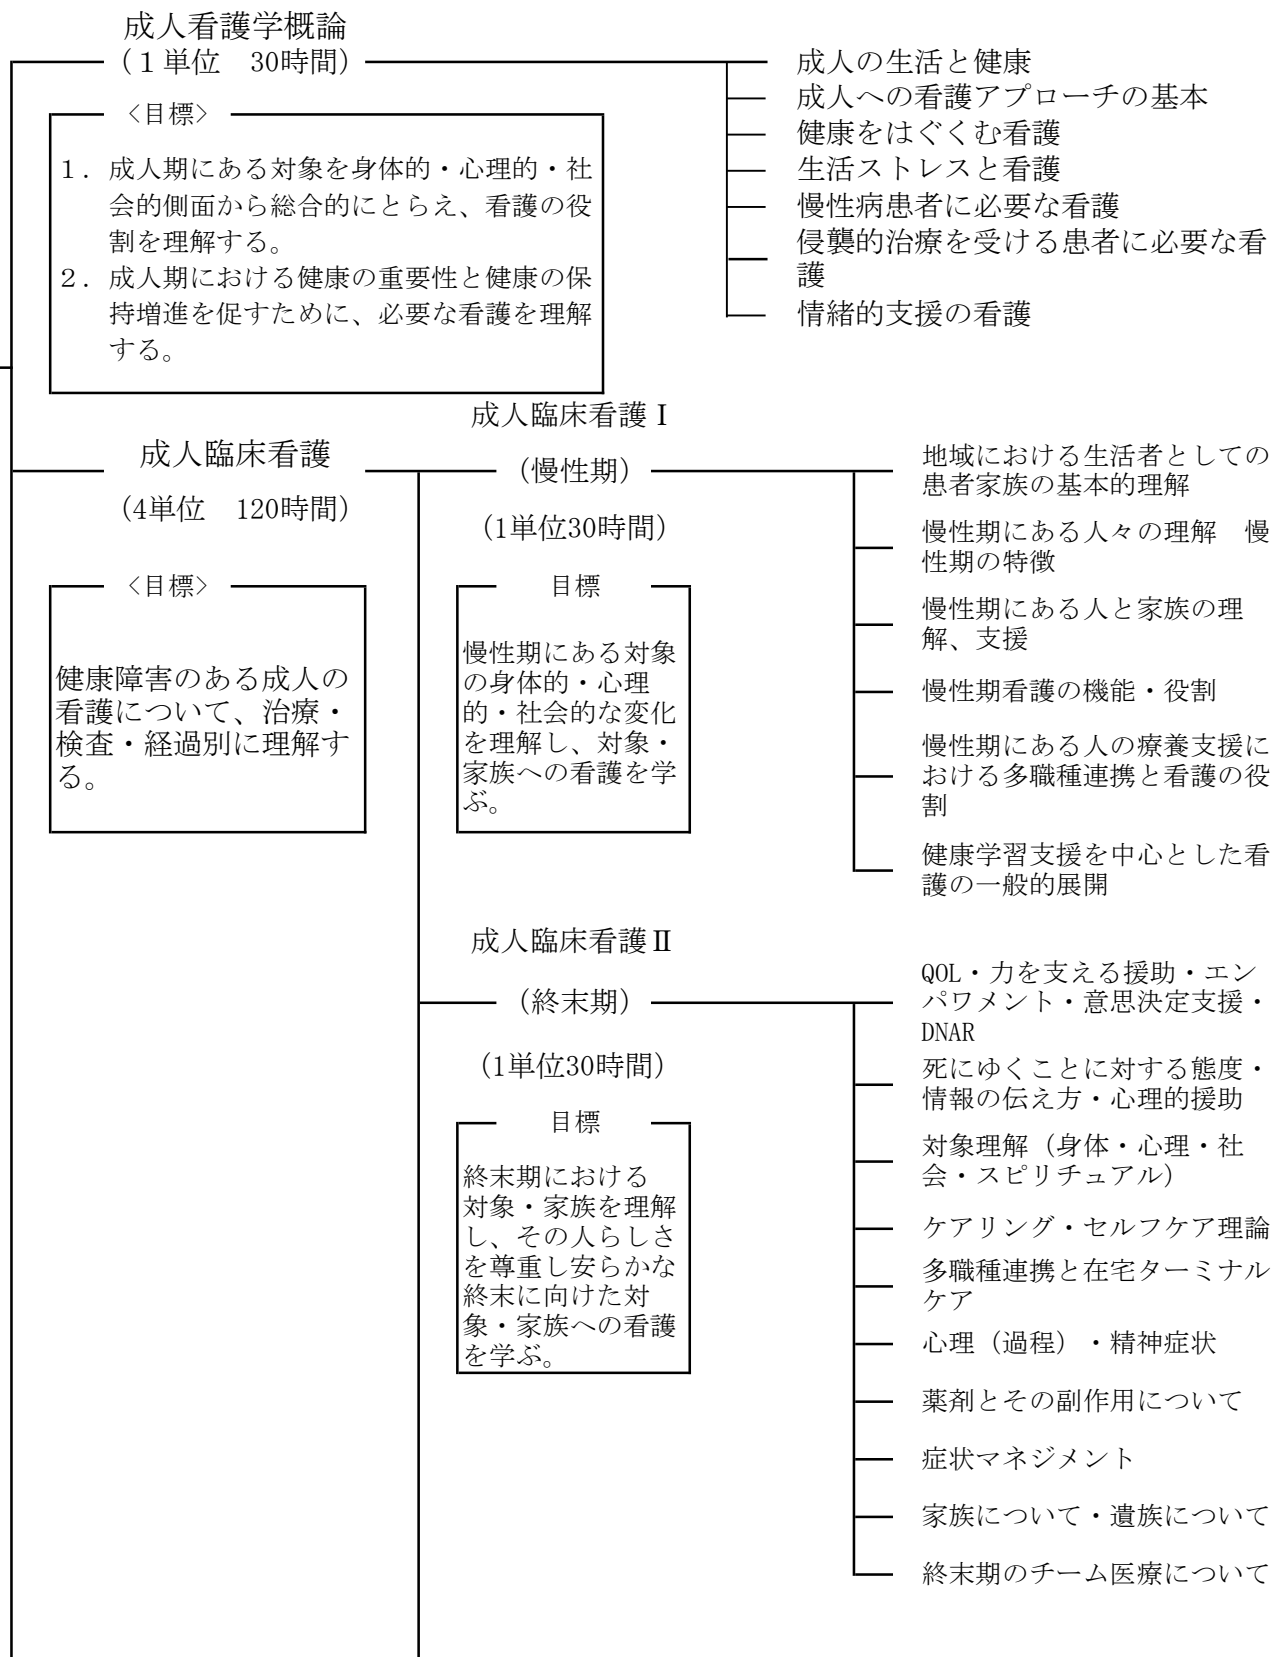 成人看護学概論
(１単位　30時間)
成人の生活と健康
成人への看護アプローチの基本
健康をはぐくむ看護
生活ストレスと看護
慢性病患者に必要な看護
侵襲的治療を受ける患者に必要な看
護
情緒的支援の看護
<目標>
１．成人期にある対象を身体的・心理的・社
会的側面から総合的にとらえ、看護の役
割を理解する。
２．成人期における健康の重要性と健康の保
持増進を促すために、必要な看護を理解
する。
成人臨床看護
(4単位　120時間)
<目標>
健康障害のある成人の
看護について、治療・
検査・経過別に理解す
る。
成人臨床看護Ⅰ
(慢性期)
(1単位30時間)
目標
慢性期にある対象
の身体的・心理
的・社会的な変化
を理解し、対象・
家族への看護を学
ぶ。
地域における生活者としての
患者家族の基本的理解
慢性期にある人々の理解　慢
性期の特徴
慢性期にある人と家族の理
解、支援
慢性期看護の機能・役割
慢性期にある人の療養支援に
おける多職種連携と看護の役
割
健康学習支援を中心とした看
護の一般的展開
成人臨床看護Ⅱ
(終末期)
(1単位30時間)
目標
終末期における
対象・家族を理解
し、その人らしさ
を尊重し安らかな
終末に向けた対
象・家族への看護
を学ぶ。
QOL・力を支える援助・エン
パワメント・意思決定支援・
DNAR
死にゆくことに対する態度・
情報の伝え方・心理的援助
対象理解（身体・心理・社
会・スピリチュアル）
ケアリング・セルフケア理論
多職種連携と在宅ターミナル
ケア
心理（過程）・精神症状
薬剤とその副作用について
症状マネジメント
家族について・遺族について
終末期のチーム医療について